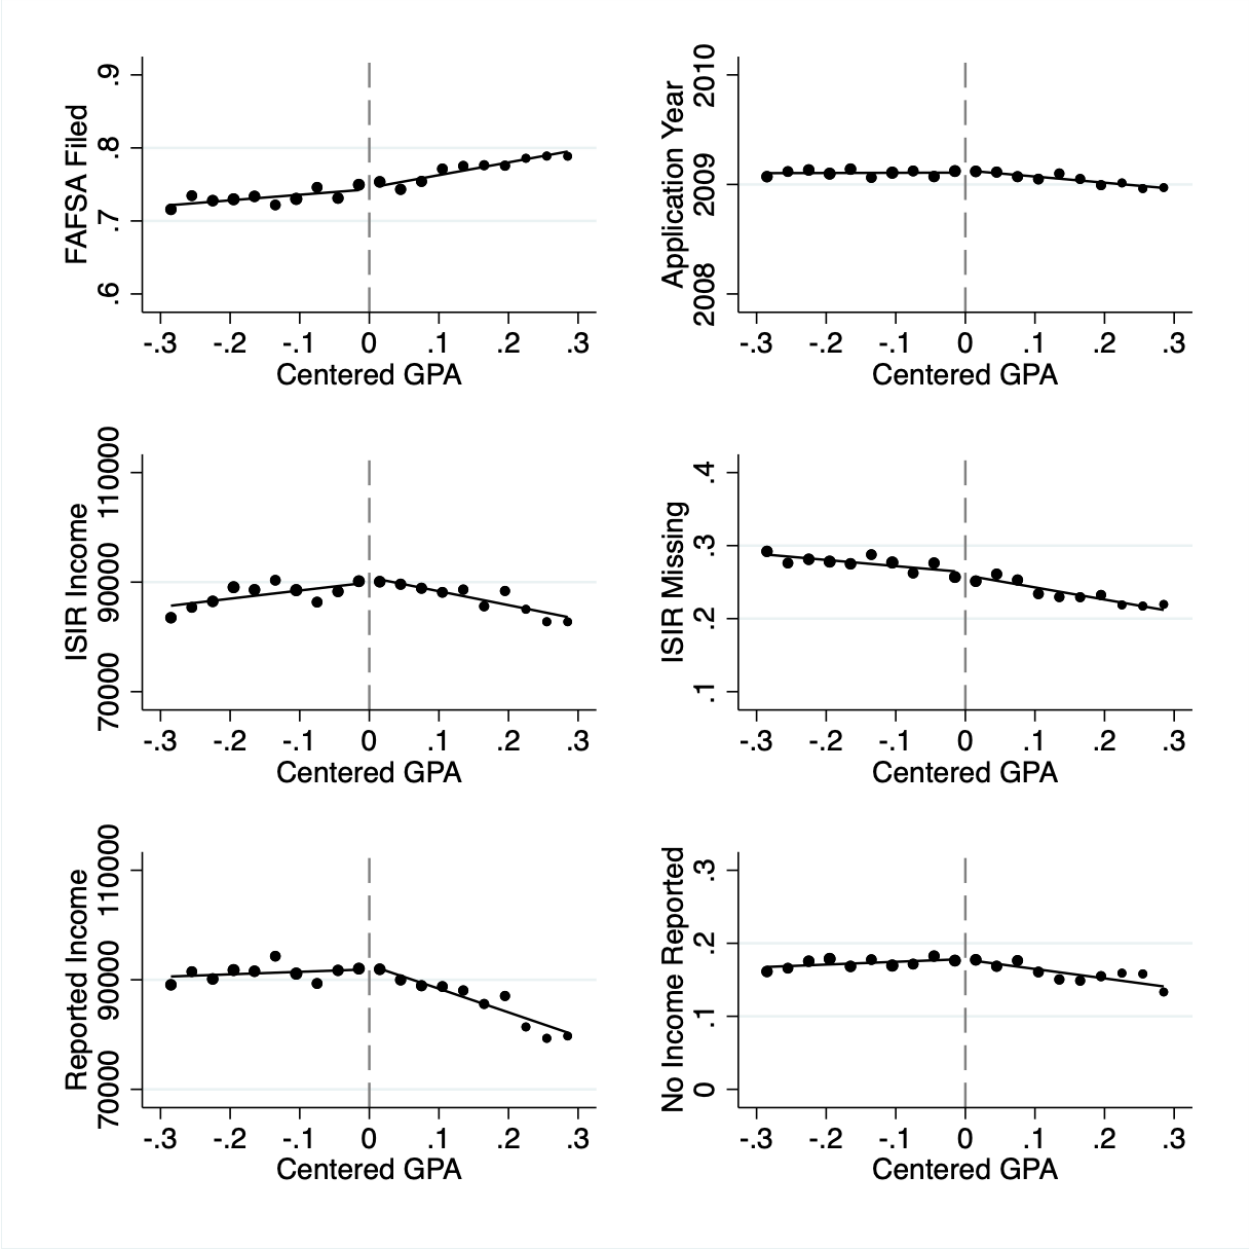 FAFSA Filed
.9
.8
.7
.6
-.3 -.2 -.1 0 .1 .2 .3
Centered GPA
Application Year
2010
2009
2008
-.3 -.2 -.1 0 .1 .2 .3
Centered GPA
ISIR Income
110000
90000
70000
-.3 -.2 -.1 0 .1 .2 .3
Centered GPA
ISIR Missing
.4
.3
.2
.1
-.3 -.2 -.1 0 .1 .2 .3
Centered GPA
Reported Income
110000
90000
70000
-.3 -.2 -.1 0 .1 .2 .3
Centered GPA
No Income Reported
.3
.2
.1
0
-.3 -.2 -.1 0 .1 .2 .3
Centered GPA